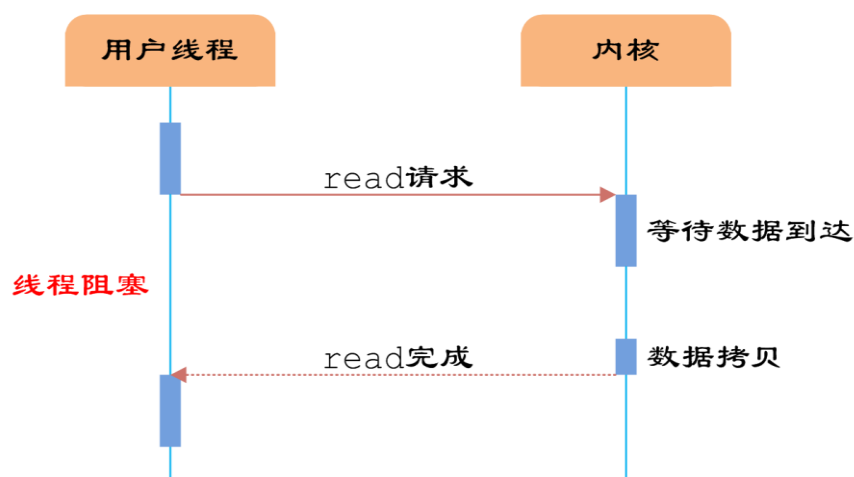 用户线程
内核
read请求
等待数据到达
线程阻塞
read完成
数据拷贝